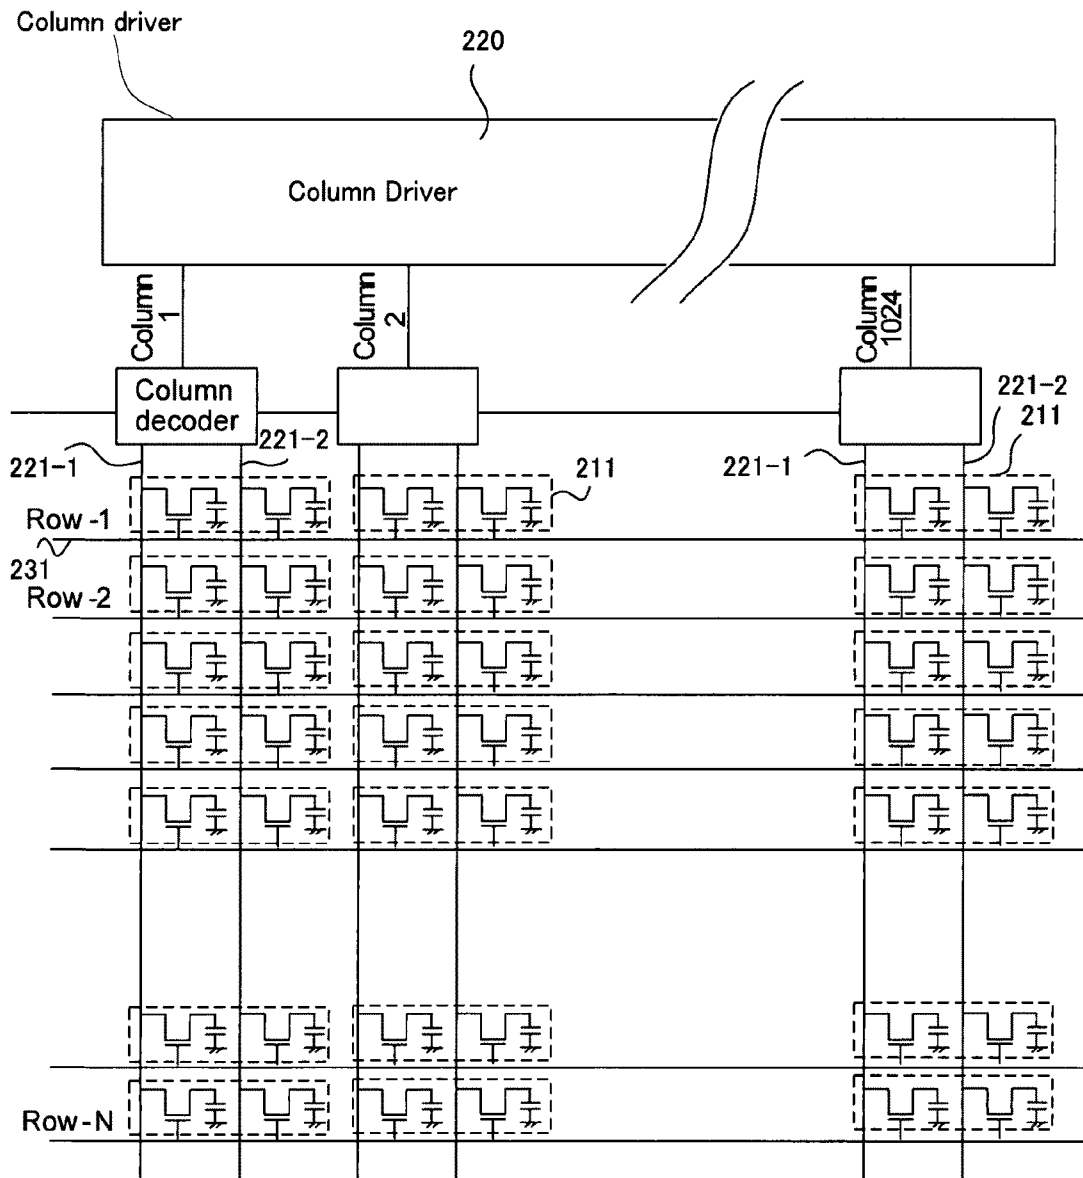 Column driver
220
Column Driver
Column
1
Column
2
Column
1024
Column
decoder
221-2
211
221-1
221-2
211
221-1
Row-1
231
Row-2
Row-N